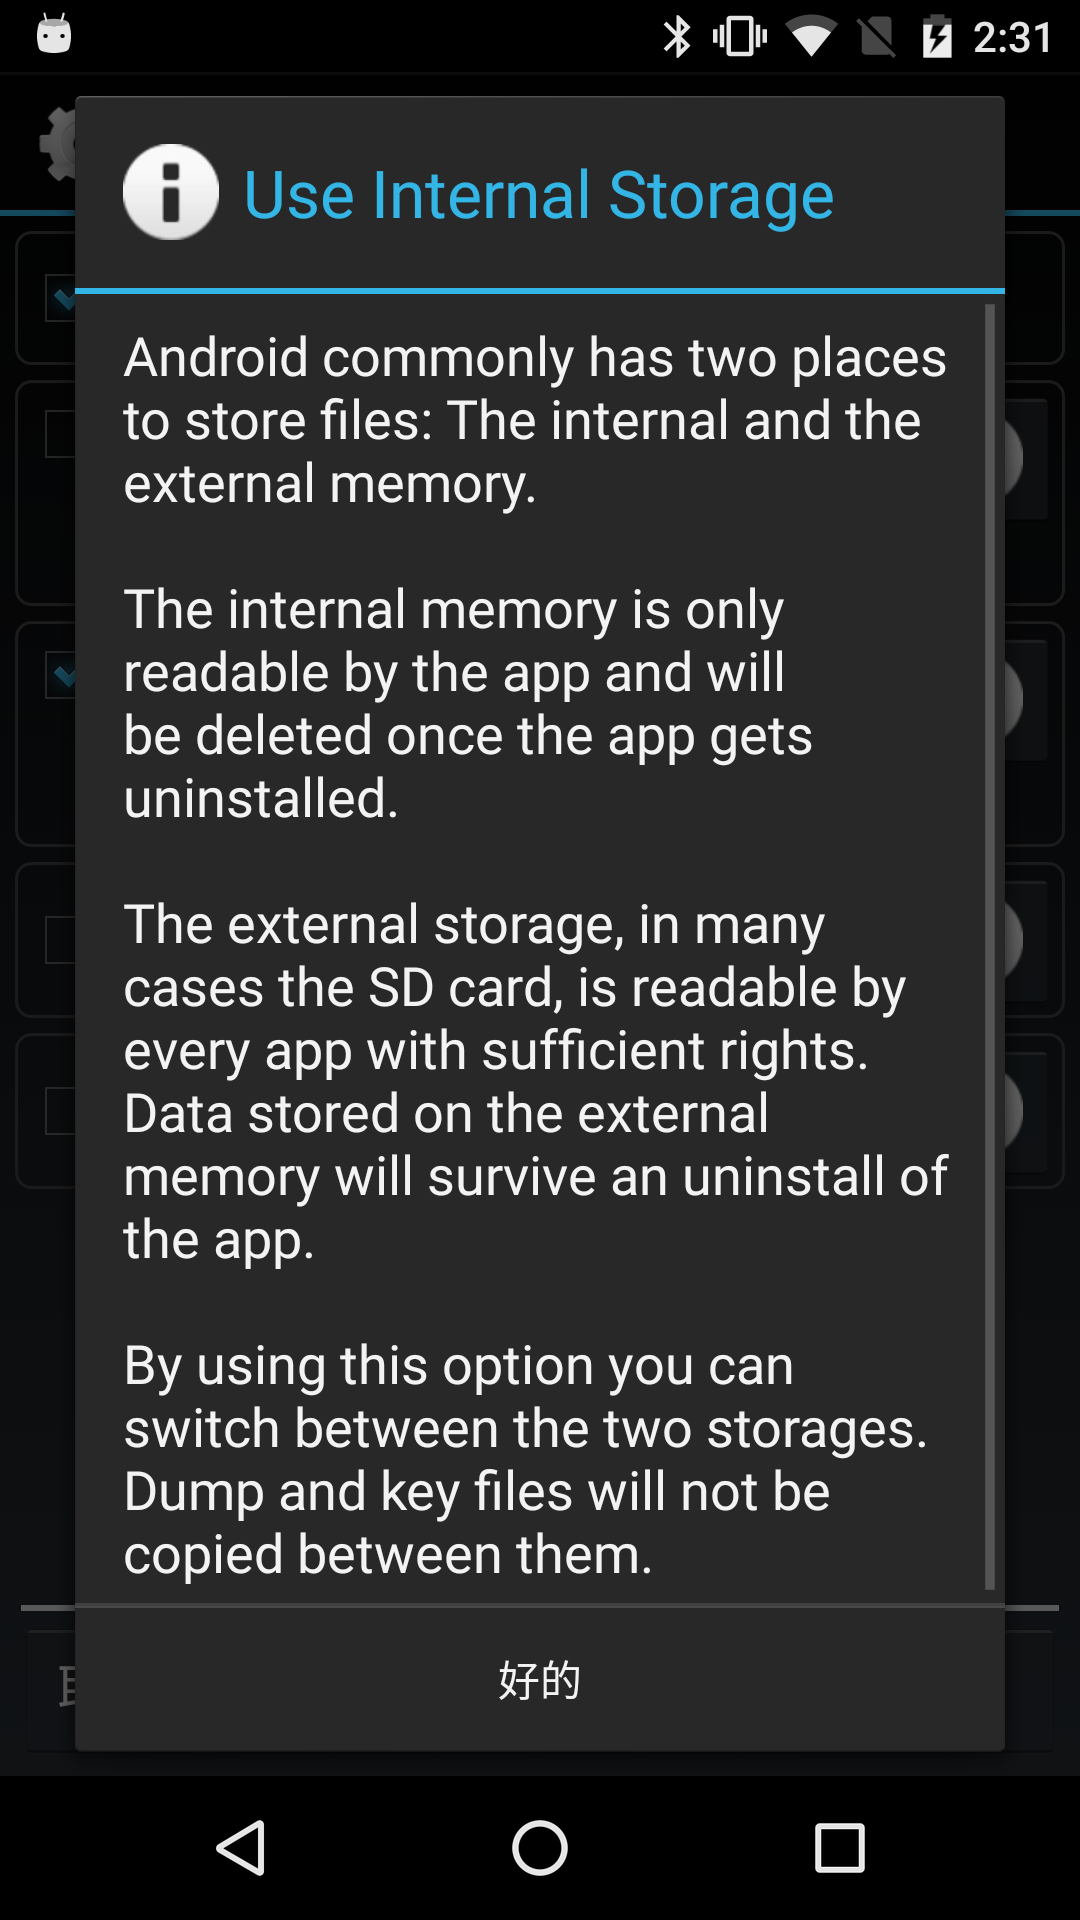 2:31
Use Internal Storage
Android commonly has two places
to store files: The internal and the
external memory.
The internal memory is only
readable by the app and will
be deleted once the app gets
uninstalled.
The external storage, in many
cases the SD card, is readable by
every app with sufficient rights.
Data stored on the external
memory will survive an uninstall of
the app.
By using this option you can
switch between the two storages.
Dump and key files will not be
copied between them.
好的